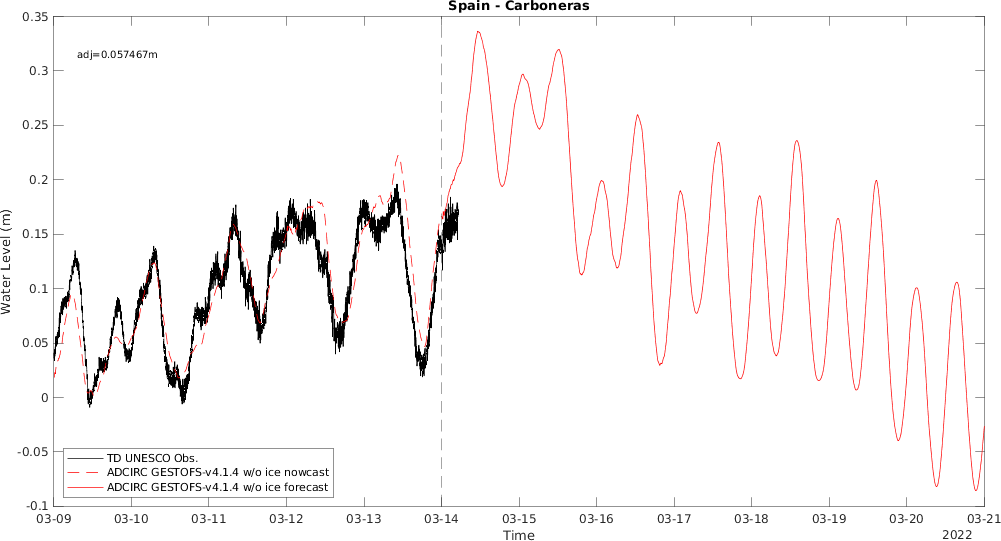 Spain - Carboneras
adj=0.057467m
0.35
0.3
0.25
0.2
0.15
0.1
0.05
0
-0.05
-0.1
Water Level (m)
TD UNESCO Obs.
ADCIRC GESTOFS-v4.1.4 w/o ice nowcast
ADCIRC GESTOFS-v4.1.4 w/o ice forecast
03-09 03-10 03-11 03-12 03-13 03-14 03-15 03-16 03-17 03-18 03-19 03-20 03-21
Time
2022